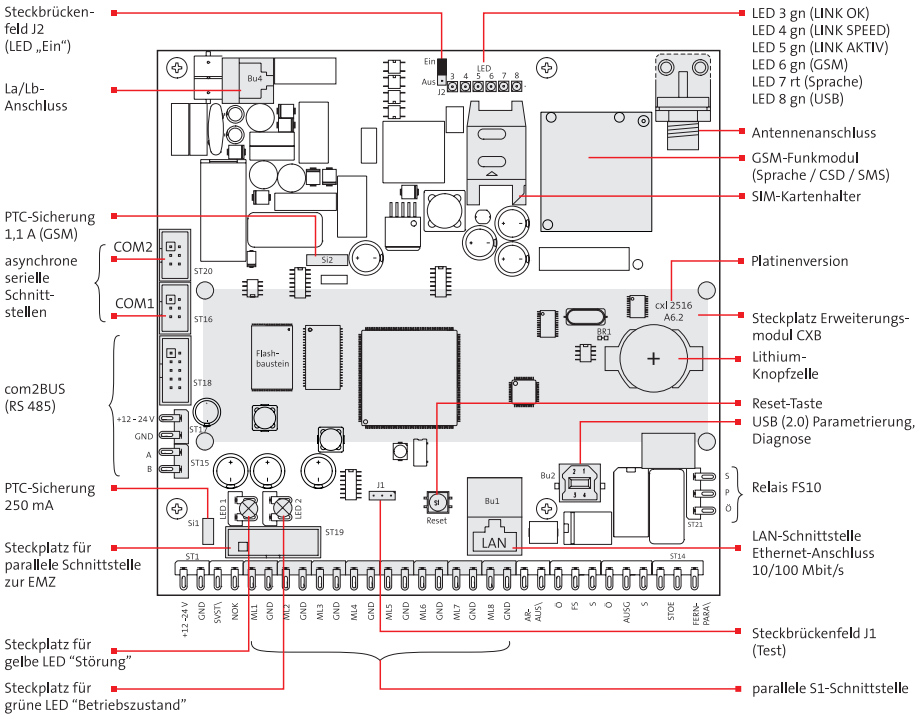 Steckbrücken-
feld J2
(LED „Ein“)
La/Lb-
Anschluss
PTC-Sicherung
1,1 A (GSM)
asynchrone
serielle
Schnitt-
stellen
com2BUS
(RS 485)
PTC-Sicherung
250 mA
Steckplatz für
parallele Schnittstelle
zur EMZ
Steckplatz für
gelbe LED “Störung”
Steckplatz für
grüne LED “Betriebszustand”
Ein
Aus
J2
LED
3 4 5 6 7 8
Bu4
COM2
ST20
COM1
ST16
ST18
+12 - 24 V
GND
ST17
A
B
ST15
Si2
Flash-
baustein
cxl 2516
A6.2
BR1
+
Si1
LED 1
LED 2
J1
S1
Reset
Bu1
LAN
Bu2
2 1
3 4
S
P
Ö
ST21
ST19
ST1
ST14
+12 -24 V
GND
SVST\
NOK
ML1
GND
ML2
GND
ML3
GND
ML4
GND
ML5
GND
ML6
GND
ML7
GND
ML8
GND
AR-
AUS\
Ö
FS
S
Ö
AUSG
S
STOE
FERN-
PARA\
LED 3 gn (LINK OK)
LED 4 gn (LINK SPEED)
LED 5 gn (LINK AKTIV)
LED 6 gn (GSM)
LED 7 rt (Sprache)
LED 8 gn (USB)
Antennenanschluss
GSM-Funkmodul
(Sprache / CSD / SMS)
SIM-Kartenhalter
Platinenversion
Steckplatz Erweiterungs-
modul CXB
Lithium-
Knopfzelle
Reset-Taste
USB (2.0) Parametrierung,
Diagnose
Relais FS10
LAN-Schnittstelle
Ethernet-Anschluss
10/100 Mbit/s
Steckbrückenfeld J1
(Test)
parallele S1-Schnittstelle